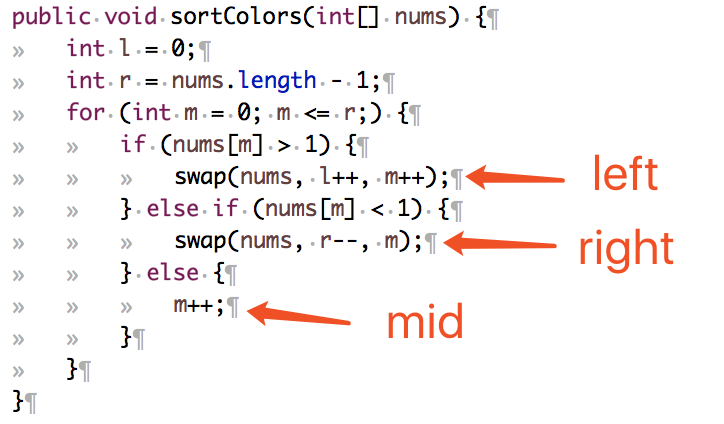 public void sortColors(int[] nums) {¶
» int l = 0;¶
» int r = nums.length - 1;¶
» for (int m = 0; m <= r;) {¶
» » if (nums[m] > 1) {¶
» » » swap(nums, l++, m++);¶ left
» » } else if (nums[m] < 1) {¶
» » » swap(nums, r--, m);¶ right
» » } else {¶
» » » m++;¶ mid
» » }¶
» }¶
}¶